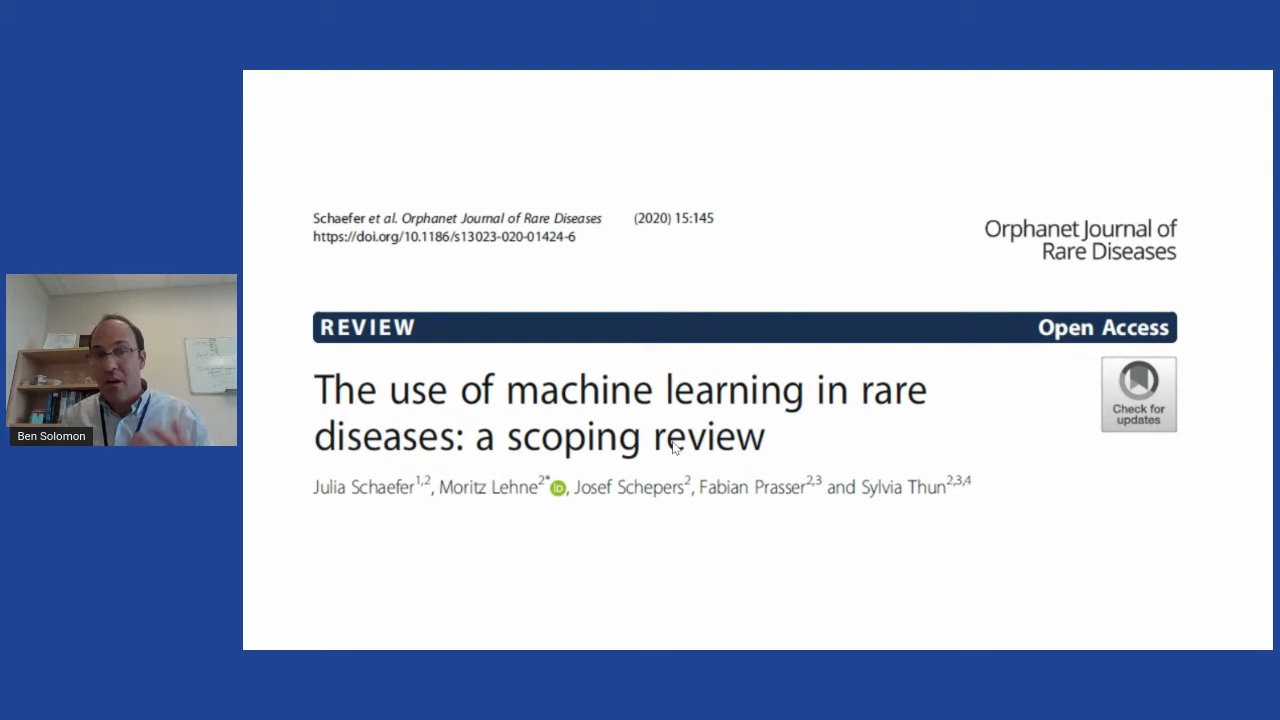 Schaefer et al. Orphanet Journal of Rare Diseases (2020) 15:145
https://doi.org/10.1186/s13023-020-01424-6
Orphanet Journal of
Rare Diseases
REVIEW Open Access
The use of machine learning in rare
diseases: a scoping review
Check for
updates
Julia Schaefer1,2, Moritz Lehne2* iD, Josef Schepers2, Fabian Prasser2,3 and Sylvia Thun2,3,4
Ben Solomon